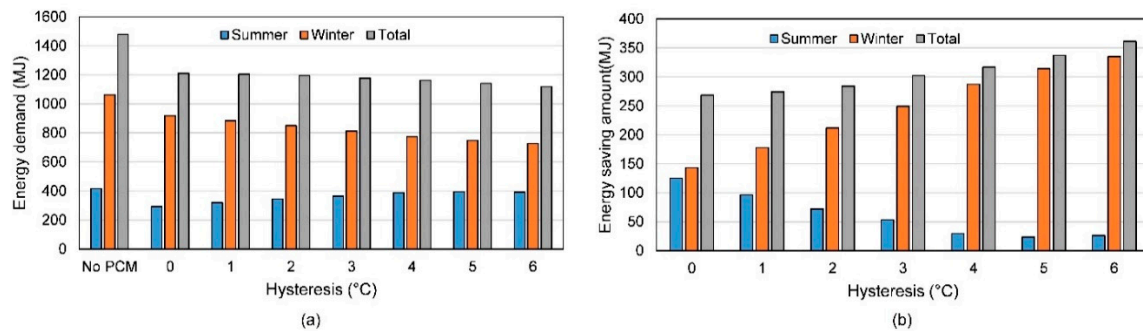 1600
1400
1200
1000
800
600
400
200
0
Energy demand (MJ)
Summer Winter Total
No PCM 0 1 2 3 4 5 6
Hysteresis (°C)
(a)
400
350
300
250
200
150
100
50
0
Energy saving amount(MJ)
Summer Winter Total
0 1 2 3 4 5 6
Hysteresis (°C)
(b)